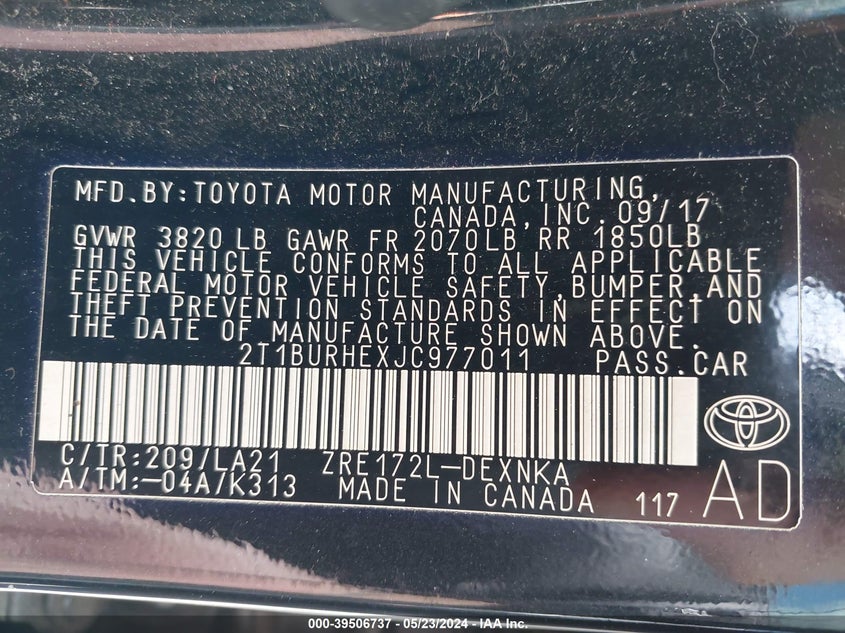 MFD.BY:TOYOTA MOTOR MANUFACTURING,
CANADA,INC. 09/17
GVWR 3820 LB GAWR FR 2070LB RR 1850LB
THIS VEHICLE CONFORMS TO ALL APPLICABLE
FEDERAL MOTOR VEHICLE SAFETY,BUMPER,AND
THEFT PREVENTION STANDARDS IN EFFECT ON
THE DATE OF MANUFACTURE SHOWN ABOVE.
2T1BURHEXJC977011 PASS.CAR
C/TR:209/LA21 ZRE172L-DEXNKA
A/TM:-04A/K313 MADE IN CANADA 117 AD
000-39506737 - 05/23/2024 - IAA Inc.